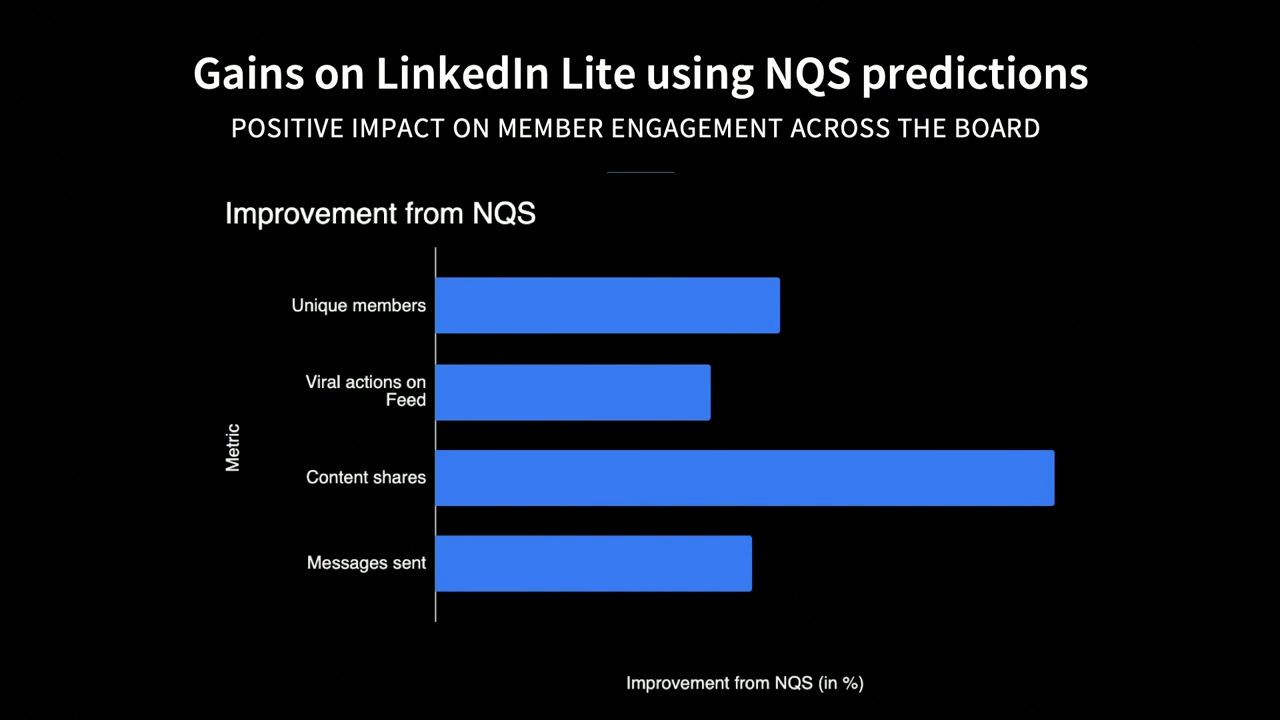 Gains on LinkedIn Lite using NQS predictions
POSITIVE IMPACT ON MEMBER ENGAGEMENT ACROSS THE BOARD
Improvement from NQS
Unique members
Viral actions on
Feed
Metric
Content shares
Messages sent
Improvement from NQS (in %)